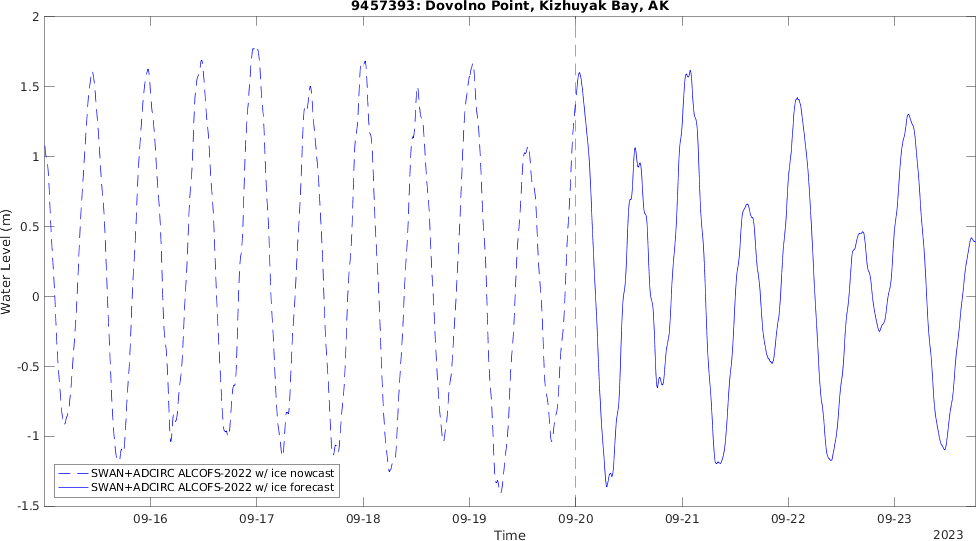 9457393: Dovolno Point, Kizhuyak Bay, AK
2
1.5
1
0.5
0
-0.5
-1
-1.5
Water Level (m)
SWAN+ADCIRC ALCOFS-2022 w/ ice nowcast
SWAN+ADCIRC ALCOFS-2022 w/ ice forecast
09-16 09-17 09-18 09-19 09-20 09-21 09-22 09-23
Time
2023